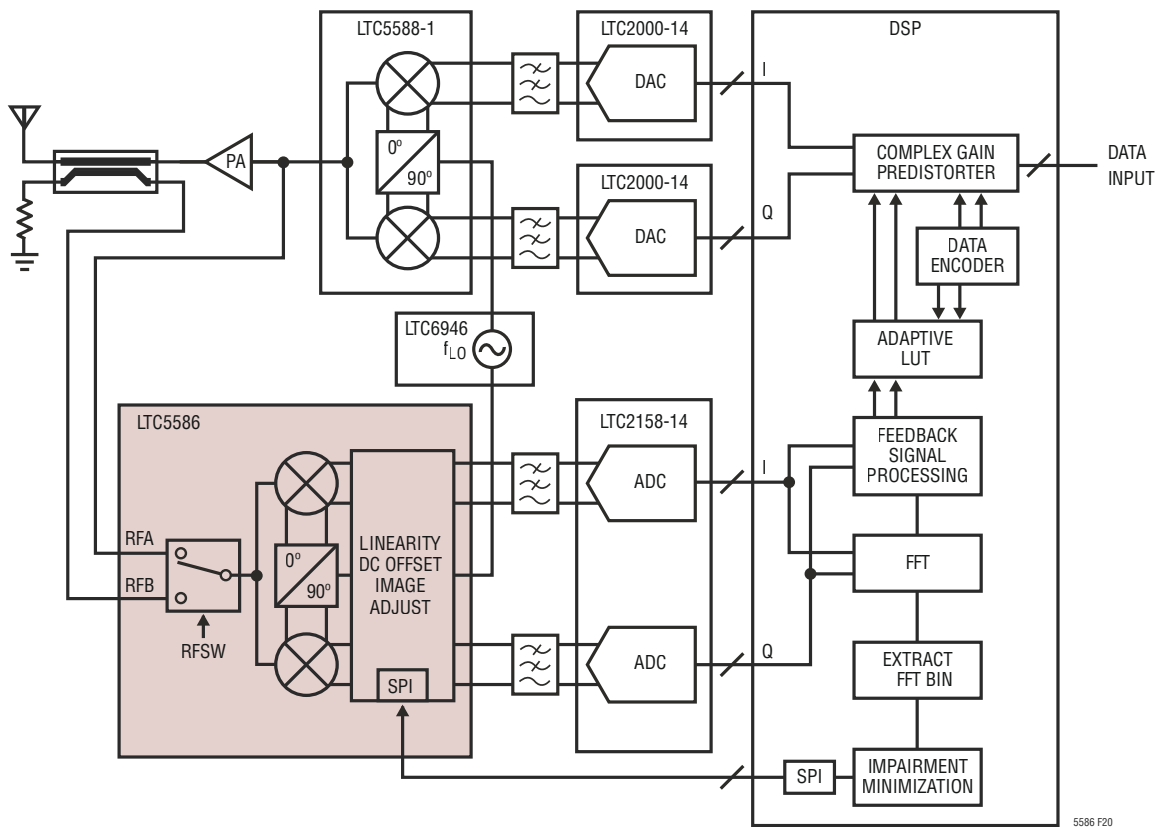 LTC5588-1
LTC2000-14
DSP
DAC
I
PA
0º
90º
COMPLEX GAIN
PREDISTORTER
DATA
INPUT
LTC2000-14
DAC
Q
DATA
ENCODER
LTC6946
fLO
ADAPTIVE
LUT
LTC5586
LTC2158-14
FEEDBACK
SIGNAL
PROCESSING
ADC
I
RFA
RFB
RFSW
0º
90º
LINEARITY
DC OFFSET
IMAGE
ADJUST
FFT
ADC
Q
EXTRACT
FFT BIN
SPI
SPI
IMPAIRMENT
MINIMIZATION
5586 F20